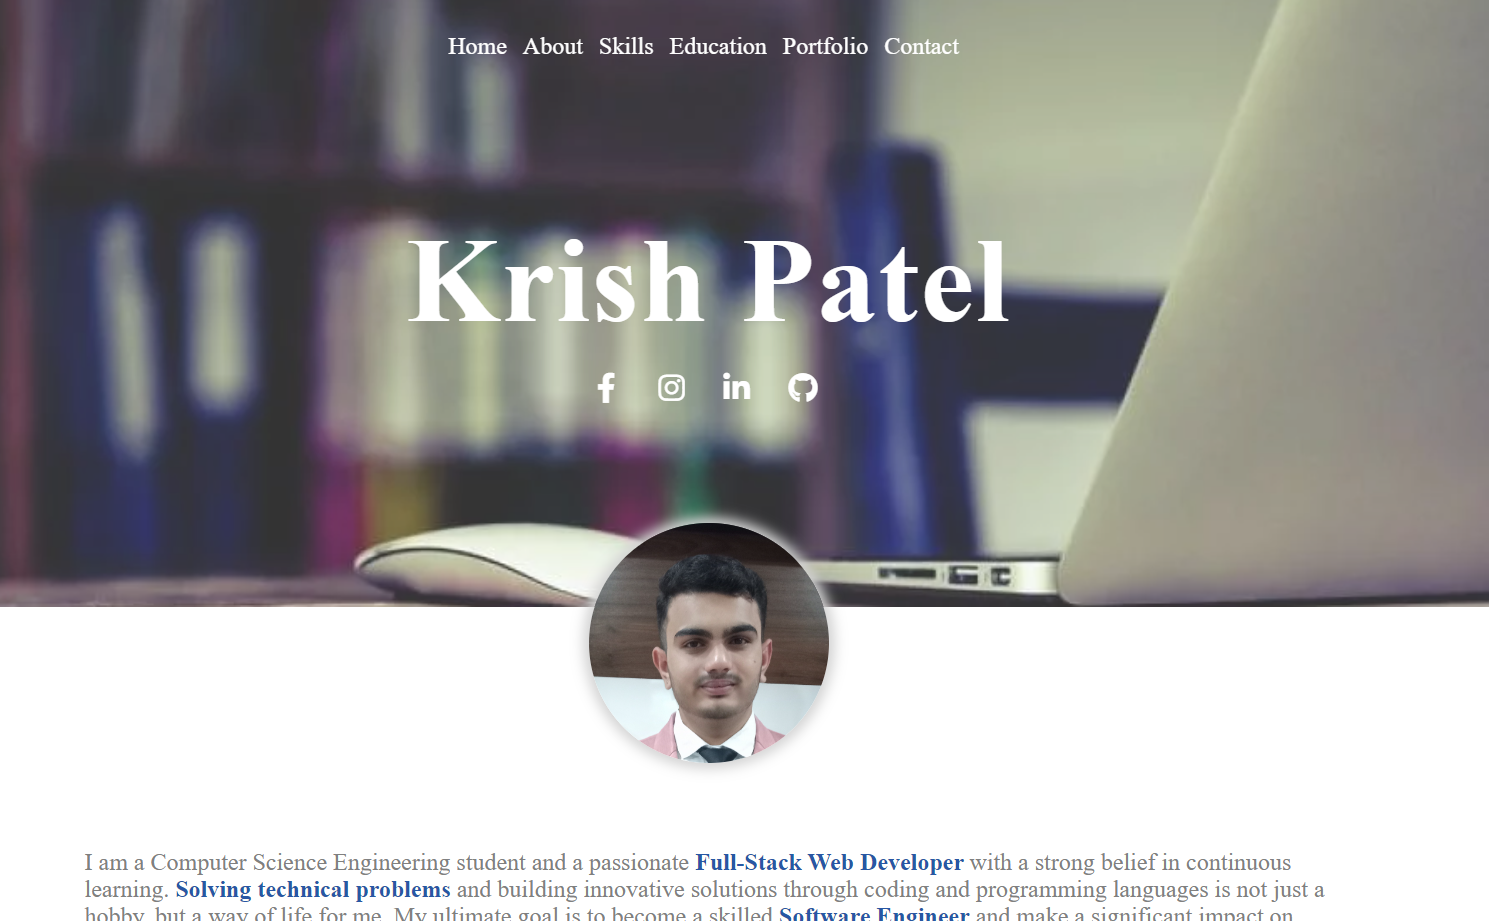 Home About Skills Education Portfolio Contact
Krish Patel
I am a Computer Science Engineering student and a passionate Full-Stack Web Developer with a strong belief in continuous
learning. Solving technical problems and building innovative solutions through coding and programming languages is not just a
hobby, but a way of life for me. My ultimate goal is to become a skilled Software Engineer and make a significant impact on